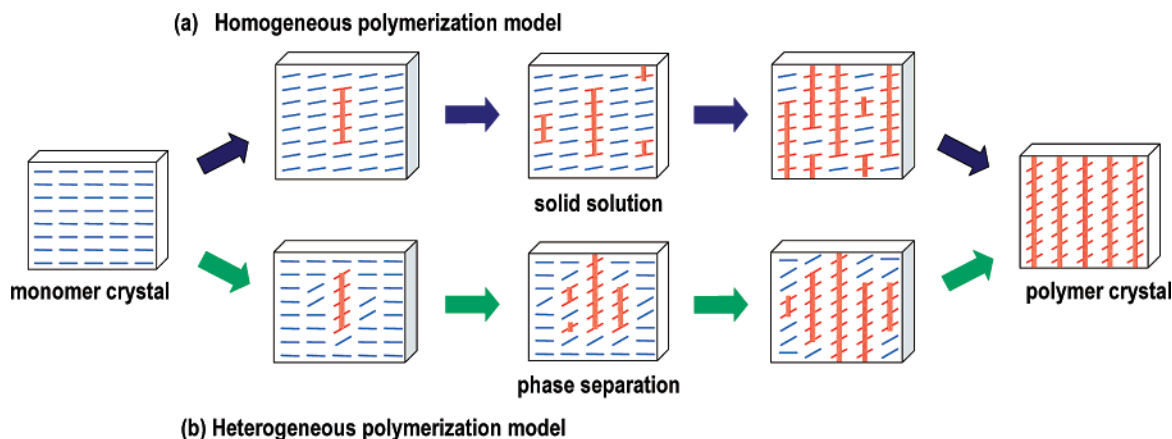 (a) Homogeneous polymerization model
solid solution
monomer crystal
polymer crystal
phase separation
(b) Heterogeneous polymerization model